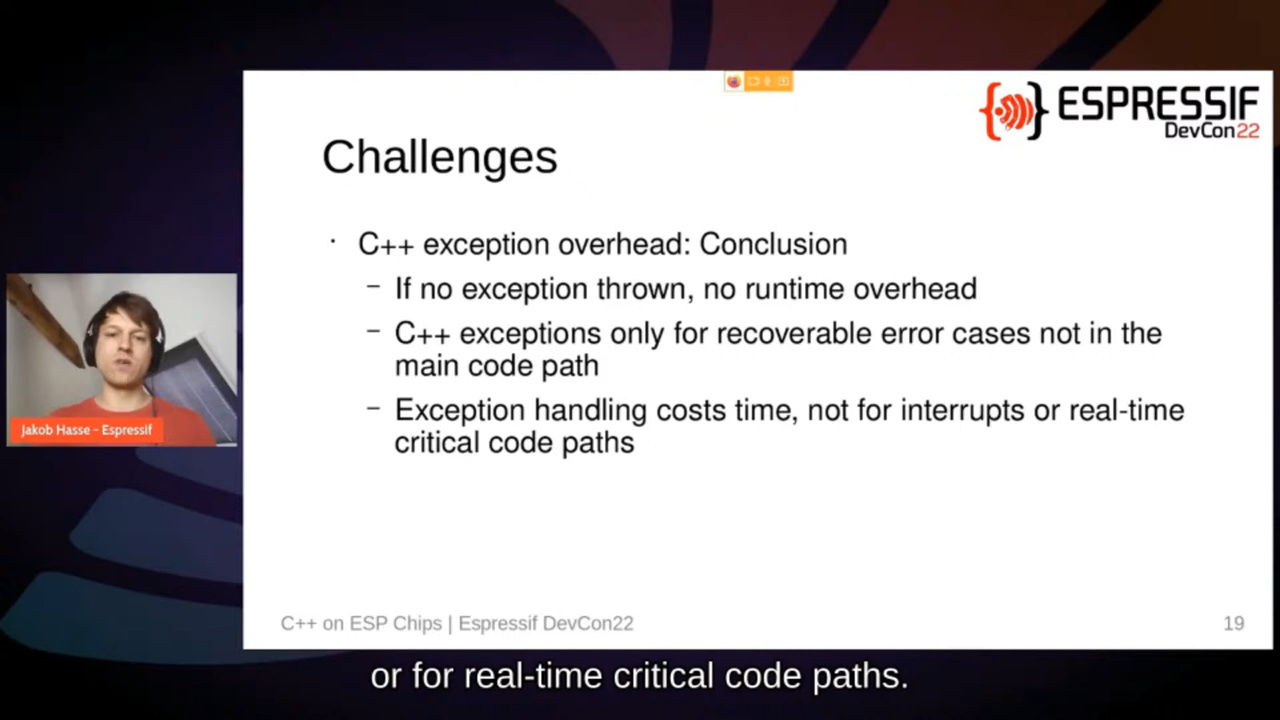 ESPRESSIF
DevCon22
Challenges
· C++ exception overhead: Conclusion
– If no exception thrown, no runtime overhead
– C++ exceptions only for recoverable error cases not in the
main code path
– Exception handling costs time, not for interrupts or real-time
critical code paths
Jakob Hasse - Espressif
C++ on ESP Chips | Espressif DevCon22
19
or for real-time critical code paths.